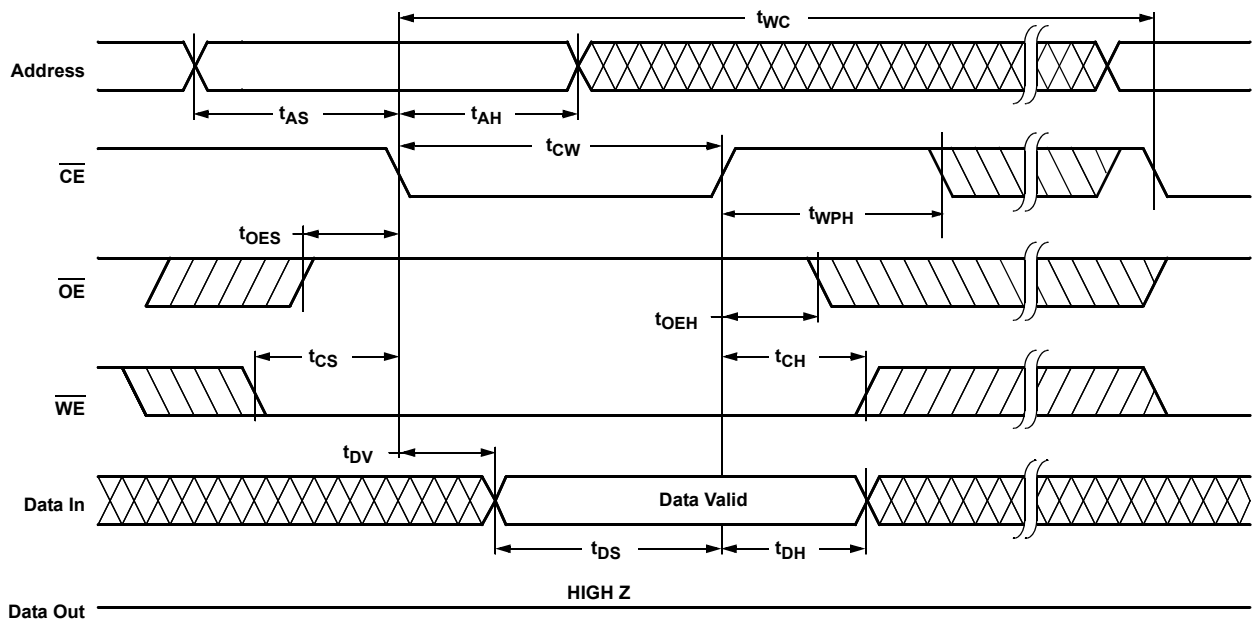 tWC
Address
tAS
tAH
tCW
CE
tWPH
tOES
OE
tOEH
tCS
tCH
WE
tDV
Data In
Data Valid
tDS
tDH
HIGH Z
Data Out